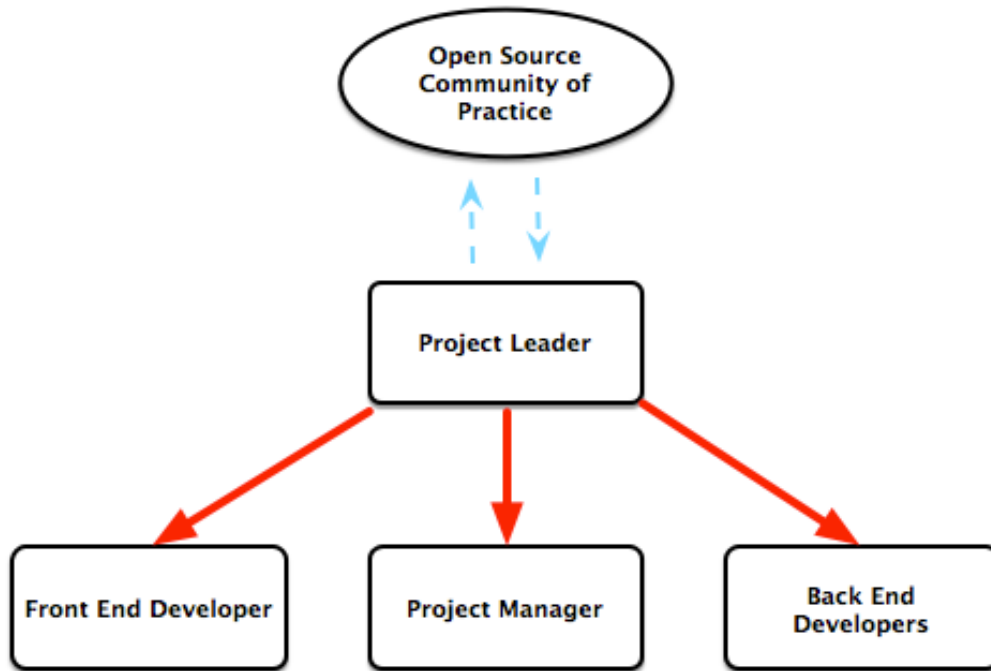 Open Source
Community of
Practice
Project Leader
Front End Developer
Project Manager
Back End
Developers